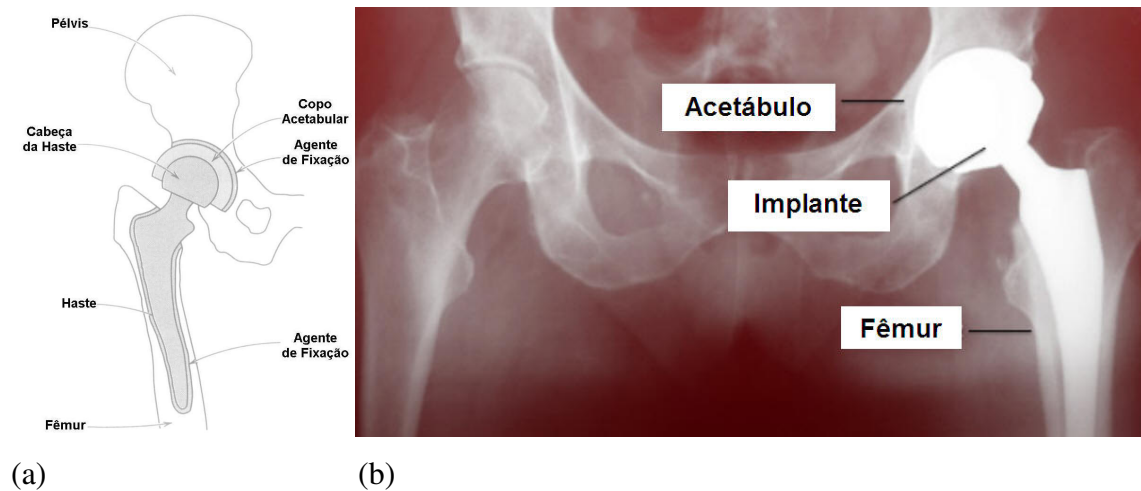 Pélvis
Copo
Acetabular
Cabeça
da Haste
Agente
de Fixação
Haste
Agente
de Fixação
Fêmur
Acetábulo
Implante
Fêmur
(a)
(b)